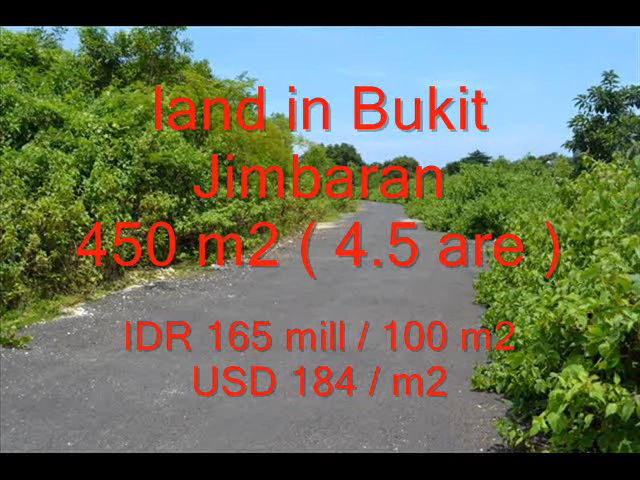 land in Bukit
Jimbaran
450 m2 ( 4.5 are )
IDR 165 mill / 100 m2
USD 184 / m2